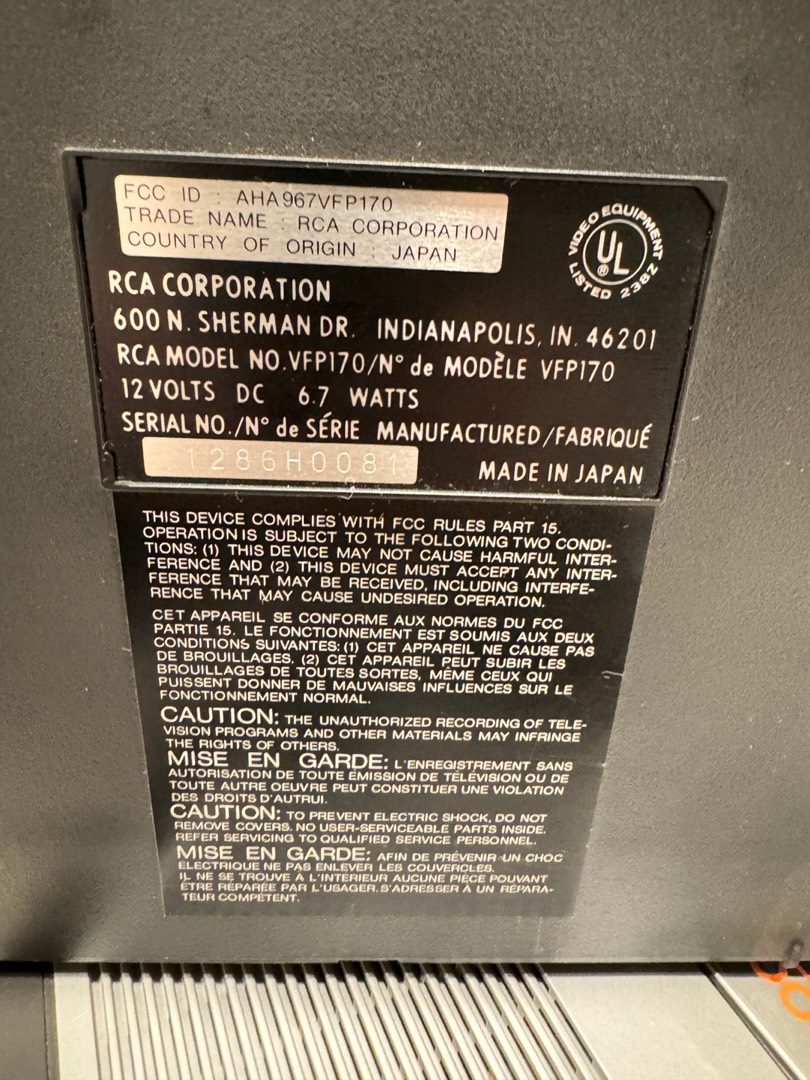 FCC ID : AHA967VFP170
TRADE NAME : RCA CORPORATION
COUNTRY OF ORIGIN : JAPAN
VIDEO EQUIPMENT
UL
®
LISTED 238Z
RCA CORPORATION
600 N. SHERMAN DR. INDIANAPOLIS, IN. 46201
RCA MODEL NO. VFP170/N° de MODÈLE VFP170
12 VOLTS DC 6.7 WATTS
SERIAL NO./N° de SÉRIE MANUFACTURED/FABRIQUÉ
1286H0081
MADE IN JAPAN
THIS DEVICE COMPLIES WITH FCC RULES PART 15.
OPERATION IS SUBJECT TO THE FOLLOWING TWO CONDI-
TIONS: (1) THIS DEVICE MAY NOT CAUSE HARMFUL INTER-
FERENCE AND (2) THIS DEVICE MUST ACCEPT ANY INTER-
FERENCE THAT MAY BE RECEIVED, INCLUDING INTERFE-
RENCE THAT MAY CAUSE UNDESIRED OPERATION.
CET APPAREIL SE CONFORME AUX NORMES DU FCC
PARTIE 15. LE FONCTIONNEMENT EST SOUMIS AUX DEUX
CONDITIONS SUIVANTES: (1) CET APPAREIL NE CAUSE PAS
DE BROUILLAGES. (2) CET APPAREIL PEUT SUBIR LES
BROUILLAGES DE TOUTES SORTES, MÊME CEUX QUI
PUISSENT DONNER DE MAUVAISES INFLUENCES SUR LE
FONCTIONNEMENT NORMAL.
CAUTION: THE UNAUTHORIZED RECORDING OF TELE-
VISION PROGRAMS AND OTHER MATERIALS MAY INFRINGE
THE RIGHTS OF OTHERS.
MISE EN GARDE: L'ENREGISTREMENT SANS
AUTORISATION DE TOUTE ÉMISSION DE TÉLÉVISION OU DE
TOUTE AUTRE OEUVRE PEUT CONSTITUER UNE VIOLATION
DES DROITS D'AUTRUI.
CAUTION: TO PREVENT ELECTRIC SHOCK, DO NOT
REMOVE COVERS. NO USER-SERVICEABLE PARTS INSIDE.
REFER SERVICING TO QUALIFIED SERVICE PERSONNEL.
MISE EN GARDE: AFIN DE PRÉVENIR UN CHOC
ÉLECTRIQUE NE PAS ENLEVER LES COUVERCLES.
IL NE SE TROUVE À L'INTÉRIEUR AUCUNE PIÈCE POUVANT
ÊTRE RÉPARÉE PAR L'USAGER. S'ADRESSER À UN RÉPARA-
TEUR COMPÉTENT.